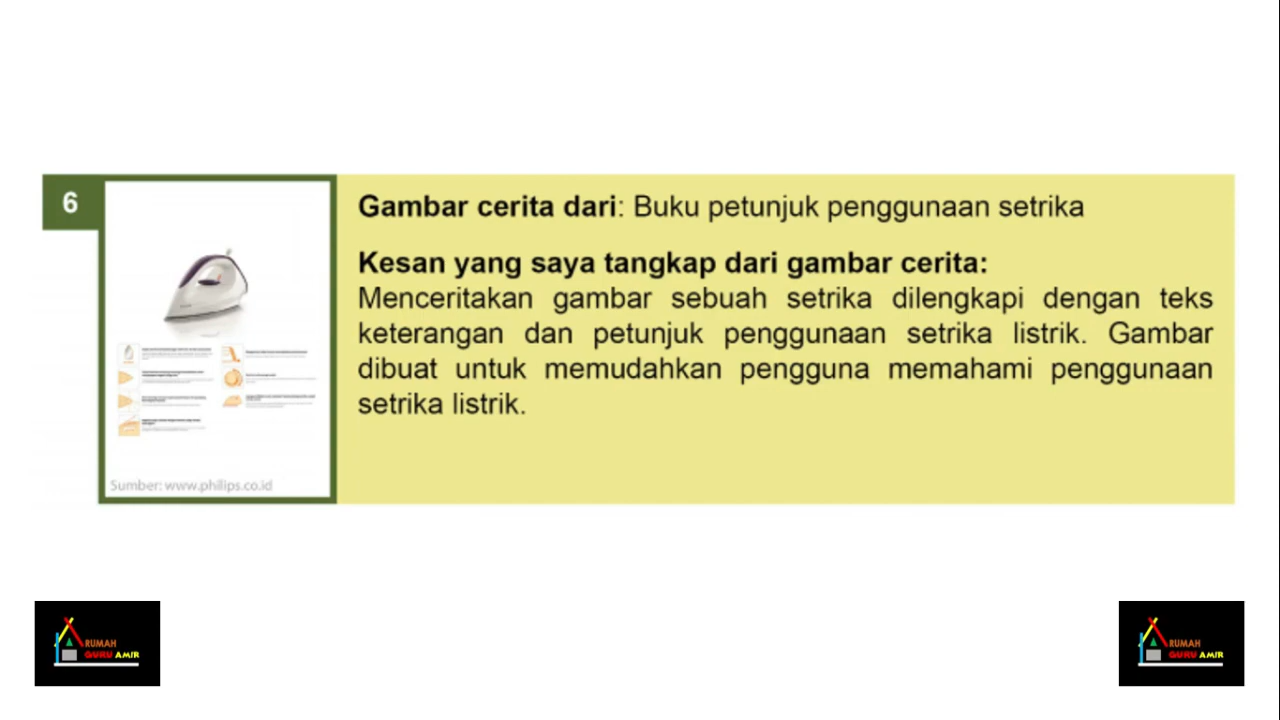 6
Gambar cerita dari: Buku petunjuk penggunaan setrika
Kesan yang saya tangkap dari gambar cerita:
Menceritakan gambar sebuah setrika dilengkapi dengan teks
keterangan dan petunjuk penggunaan setrika listrik. Gambar
dibuat untuk memudahkan pengguna memahami penggunaan
setrika listrik.
Sumber: www.philips.co.id
RUMAH
GURU AMIR
RUMAH
GURU AMIR